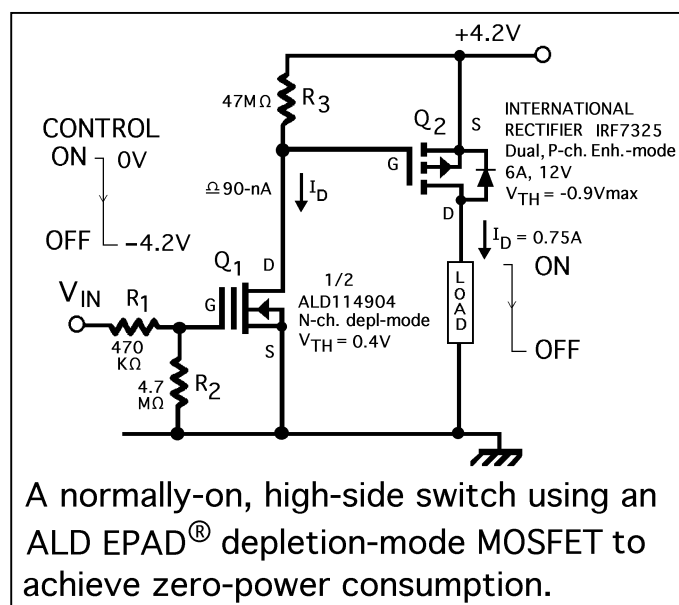 +4.2V
47MΩ
R3
Q2
S
INTERNATIONAL
RECTIFIER IRF7325
Dual, P-ch. Enh.-mode
6A, 12V
VTH = -0.9Vmax
CONTROL
ON
0V
G
Ω 90-nA
ID
D
OFF
–4.2V
ID = 0.75A
ON
Q1
D
1/2
ALD114904
N-ch. depl-mode
VTH = 0.4V
LOAD
VIN
R1
G
OFF
470
KΩ
S
4.7
MΩ
R2
A normally-on, high-side switch using an
ALD EPAD® depletion-mode MOSFET to
achieve zero-power consumption.